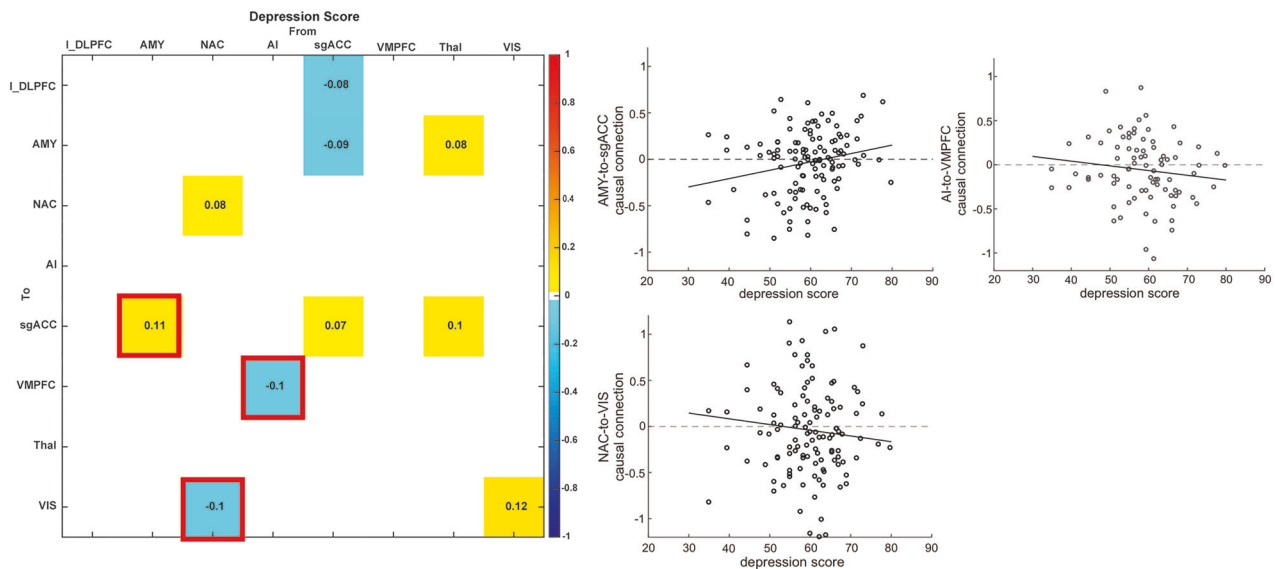 Depression Score
From
l_DLPFC AMY NAC AI sgACC VMPFC Thal VIS
l_DLPFC -0.08
AMY -0.09 0.08
NAC 0.08
AI
To
sgACC 0.11 0.07 0.1
VMPFC -0.1
Thal
VIS -0.1 0.12
1
0.8
0.6
0.4
0.2
0
-0.2
-0.4
-0.6
-0.8
-1
AMY-to-sgACC
causal connection
1
0.5
0
-0.5
-1
20 30 40 50 60 70 80 90
depression score
AI-to-VMPFC
causal connection
1
0.5
0
-0.5
-1
20 30 40 50 60 70 80 90
depression score
NAC-to-VIS
causal connection
1
0.5
0
-0.5
-1
20 30 40 50 60 70 80 90
depression score